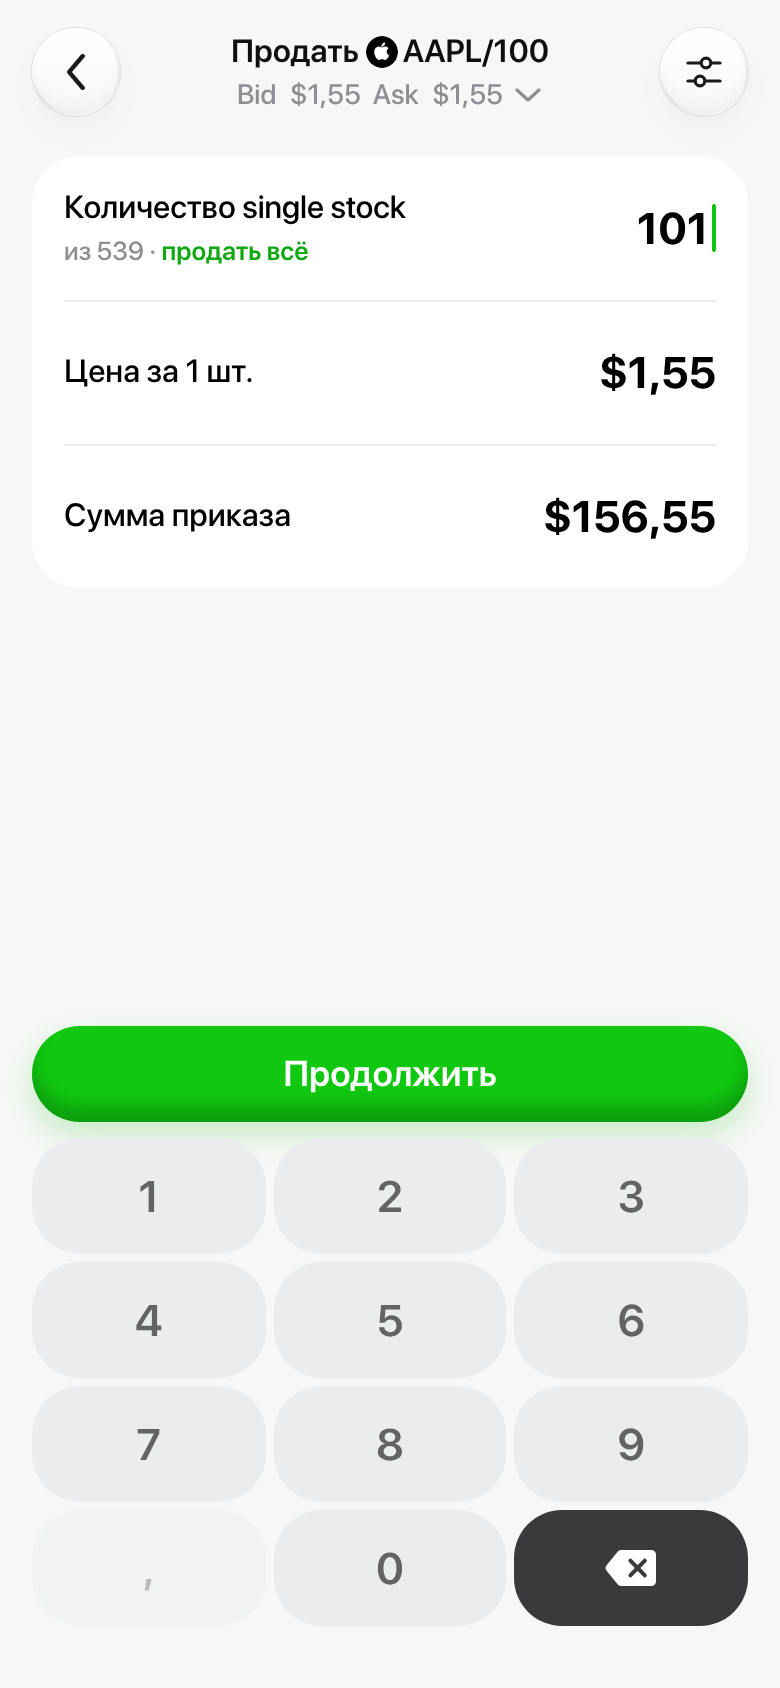 Продать AAPL/100
Bid $1,55 Ask $1,55
Количество single stock
из 539 · продать всё
101
Цена за 1 шт.
$1,55
Сумма приказа
$156,55
Продолжить
1 2 3
4 5 6
7 8 9
, 0